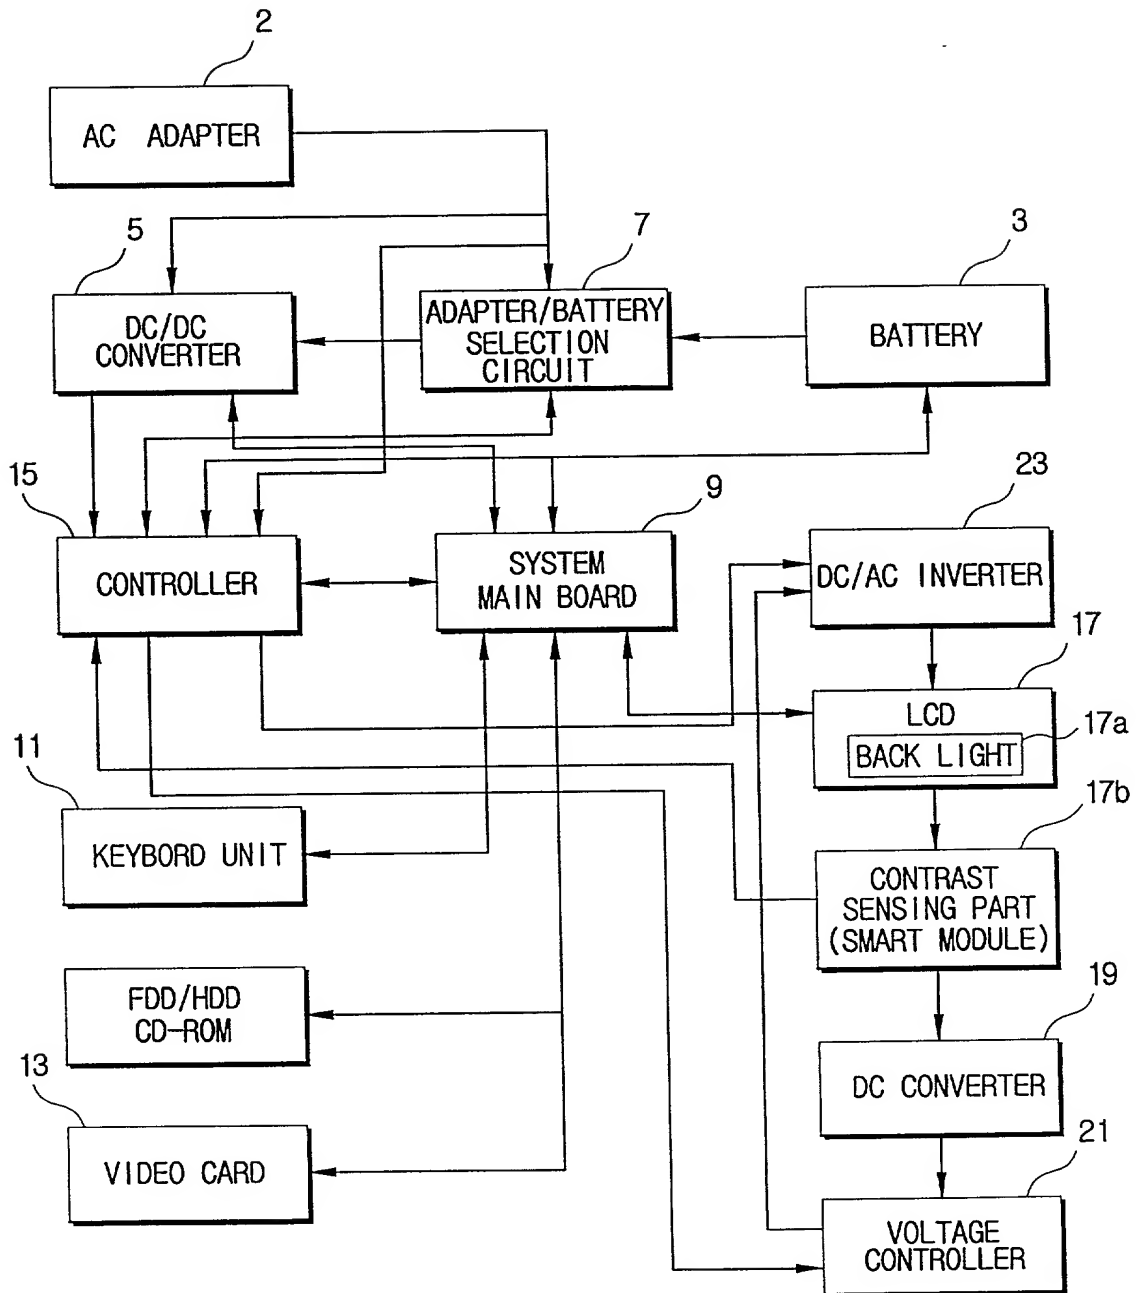 2
AC ADAPTER
5
DC/DC
CONVERTER
7
ADAPTER/BATTERY
SELECTION
CIRCUIT
3
BATTERY
15
CONTROLLER
9
SYSTEM
MAIN BOARD
23
DC/AC INVERTER
17
LCD
17a
BACK LIGHT
11
KEYBORD UNIT
17b
CONTRAST
SENSING PART
(SMART MODULE)
FDD/HDD
CD-ROM
19
DC CONVERTER
13
VIDEO CARD
21
VOLTAGE
CONTROLLER